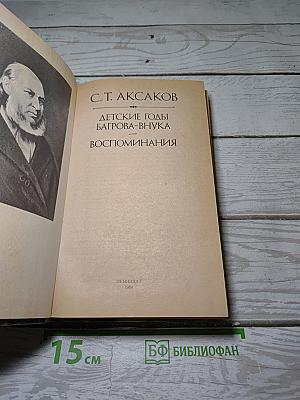 С.Т. АКСАКОВ
ДЕТСКИЕ ГОДЫ
БАГРОВА-ВНУКА
ВОСПОМИНАНИЯ
15 см
БФ БИБЛИОФАН